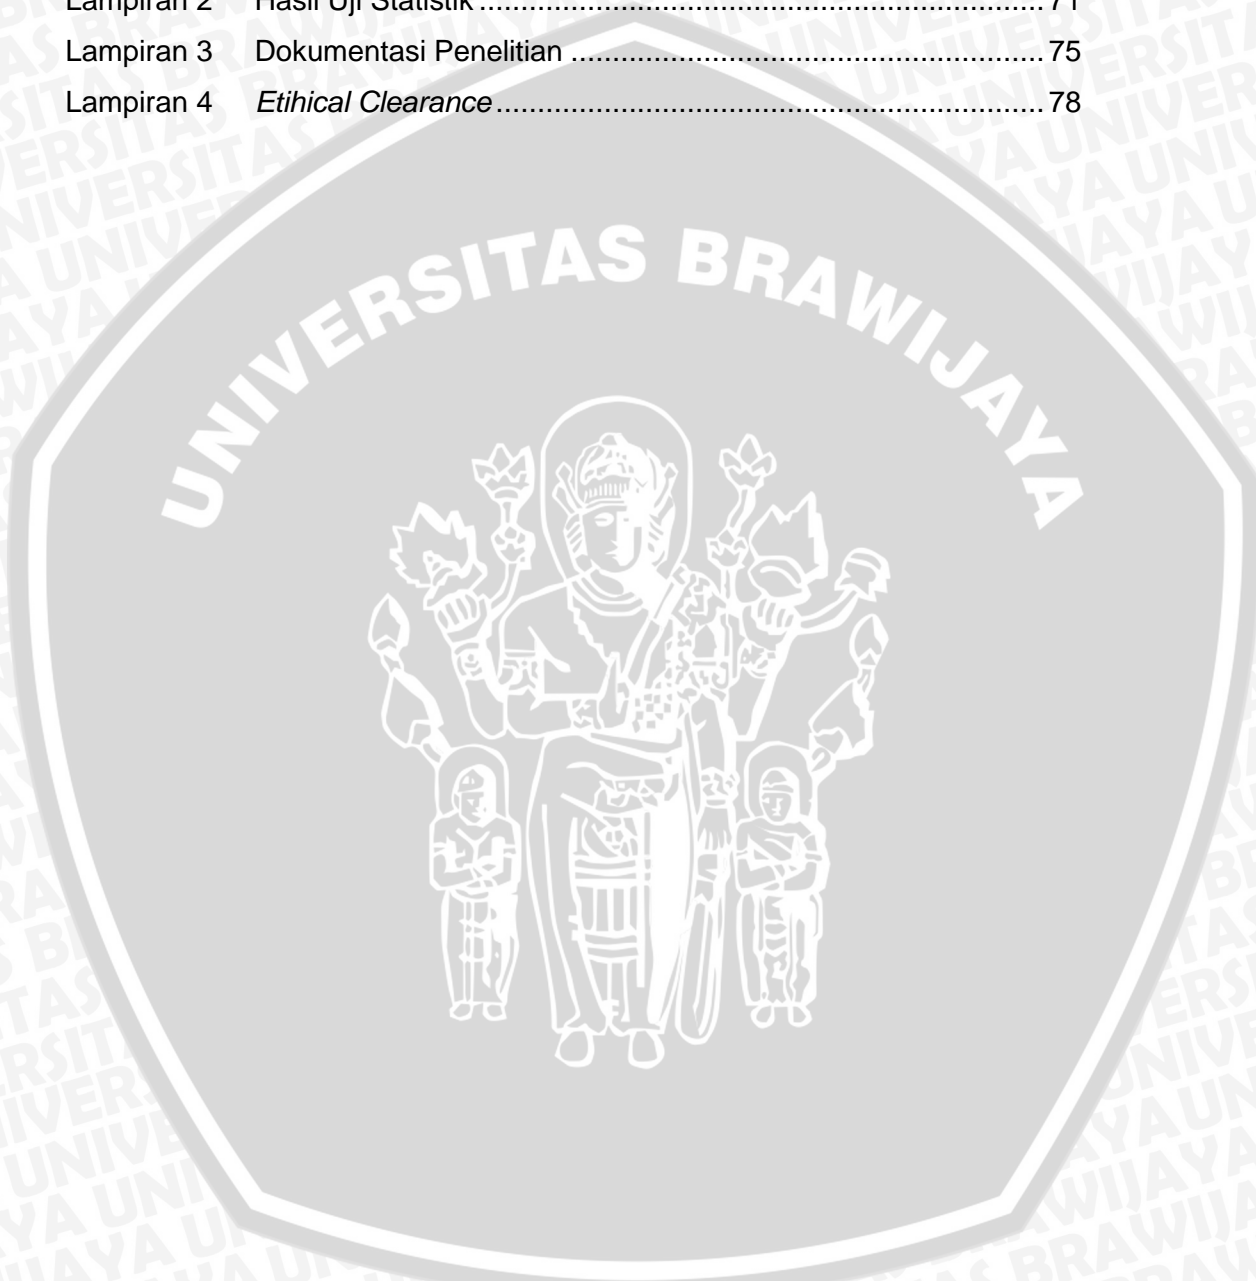 Lampiran 2 Hasil Uji Statistik ........................................................................ 71
Lampiran 3 Dokumentasi Penelitian ............................................................ 75
Lampiran 4 Etihical Clearance ...................................................................... 78
UNIVERSITAS BRAWIJAYA